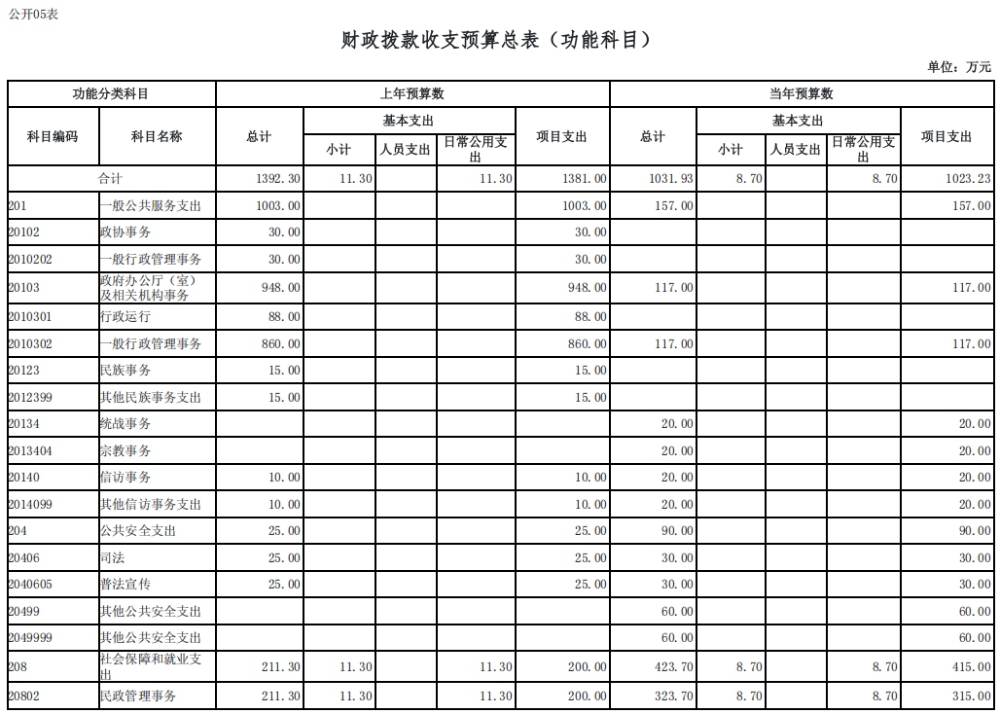 公开05表
财政拨款收支预算总表（功能科目）
单位：万元
功能分类科目 上年预算数 当年预算数
科目编码 科目名称 总计 基本支出 项目支出 总计 基本支出 项目支出
小计 人员支出 日常公用支出 小计 人员支出 日常公用支出
合计 1392.30 11.30 11.30 1381.00 1031.93 8.70 8.70 1023.23
201 一般公共服务支出 1003.00 1003.00 157.00 157.00
20102 政协事务 30.00 30.00
2010202 一般行政管理事务 30.00 30.00
20103 政府办公厅（室）及相关机构事务 948.00 948.00 117.00 117.00
2010301 行政运行 88.00 88.00
2010302 一般行政管理事务 860.00 860.00 117.00 117.00
20123 民族事务 15.00 15.00
2012399 其他民族事务支出 15.00 15.00
20134 统战事务 20.00 20.00
2013404 宗教事务 20.00 20.00
20140 信访事务 10.00 10.00 20.00 20.00
2014099 其他信访事务支出 10.00 10.00 20.00 20.00
204 公共安全支出 25.00 25.00 90.00 90.00
20406 司法 25.00 25.00 30.00 30.00
2040605 普法宣传 25.00 25.00 30.00 30.00
20499 其他公共安全支出 60.00 60.00
2049999 其他公共安全支出 60.00 60.00
208 社会保障和就业支出 211.30 11.30 11.30 200.00 423.70 8.70 8.70 415.00
20802 民政管理事务 211.30 11.30 11.30 200.00 323.70 8.70 8.70 315.00